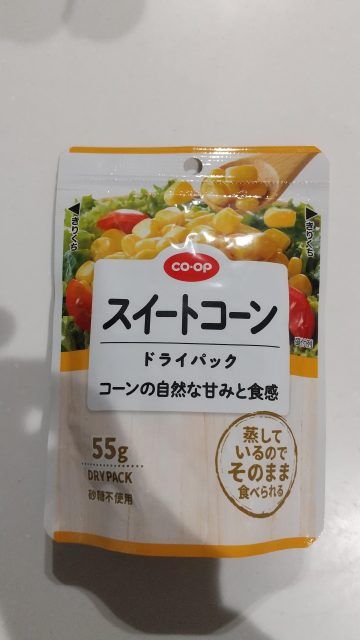 きりくち
きりくち
CO·OP
スイートコーン
ドライパック
コーンの自然な甘みと食感
55g
DRY PACK
砂糖不使用
蒸して
いるので
そのまま
食べられる